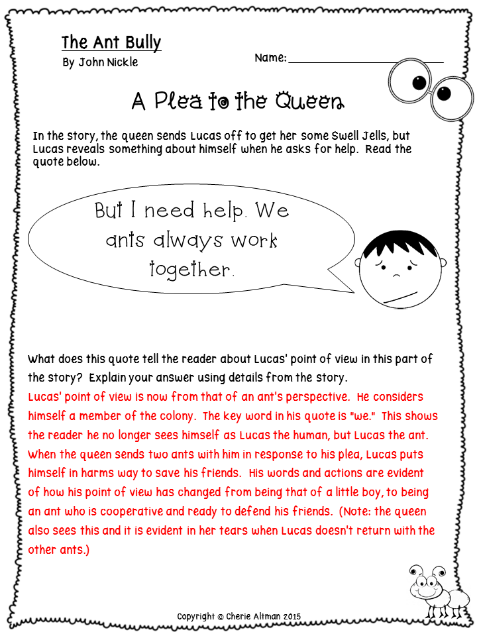 The Ant Bully
By John Nickle
Name:
A Plea to the Queen
In the story, the queen sends Lucas off to get her some Swell Jells, but
Lucas reveals something about himself when he asks for help. Read the
quote below.
But I need help. We
ants always work
together.
What does this quote tell the reader about Lucas' point of view in this part of
the story? Explain your answer using details from the story.
Lucas' point of view is now from that of an ant's perspective. He considers
himself a member of the colony. The key word in his quote is "we." This shows
the reader he no longer sees himself as Lucas the human, but Lucas the ant.
When the queen sends two ants with him in response to his plea, Lucas puts
himself in harms way to save his friends. His words and actions are evident
of how his point of view has changed from being that of a little boy, to being
an ant who is cooperative and ready to defend his friends. (Note: the queen
also sees this and it is evident in her tears when Lucas doesn't return with the
other ants.)
Copyright © Cherie Altman 2015